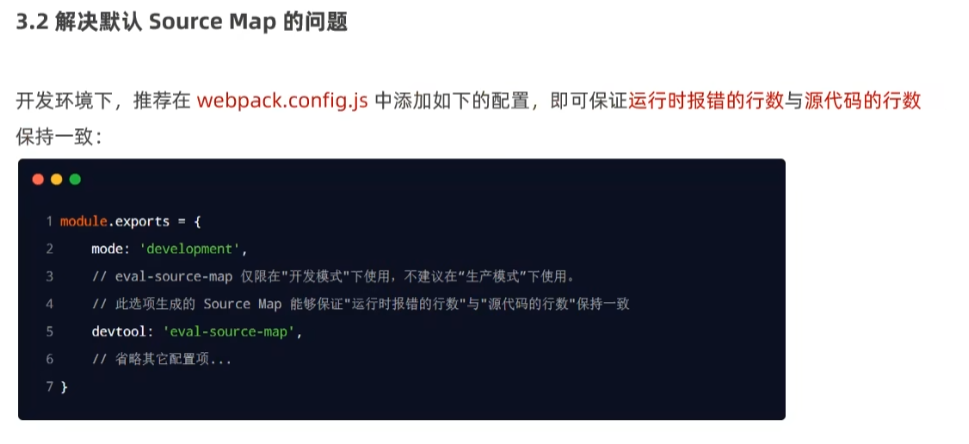 3.2 解决默认 Source Map 的问题
开发环境下，推荐在 webpack.config.js 中添加如下的配置，即可保证运行时报错的行数与源代码的行数
保持一致：
1 module.exports = {
2 mode: 'development',
3 // eval-source-map 仅限在"开发模式"下使用，不建议在“生产模式”下使用。
4 // 此选项生成的 Source Map 能够保证"运行时报错的行数"与"源代码的行数"保持一致
5 devtool: 'eval-source-map',
6 // 省略其它配置项...
7 }